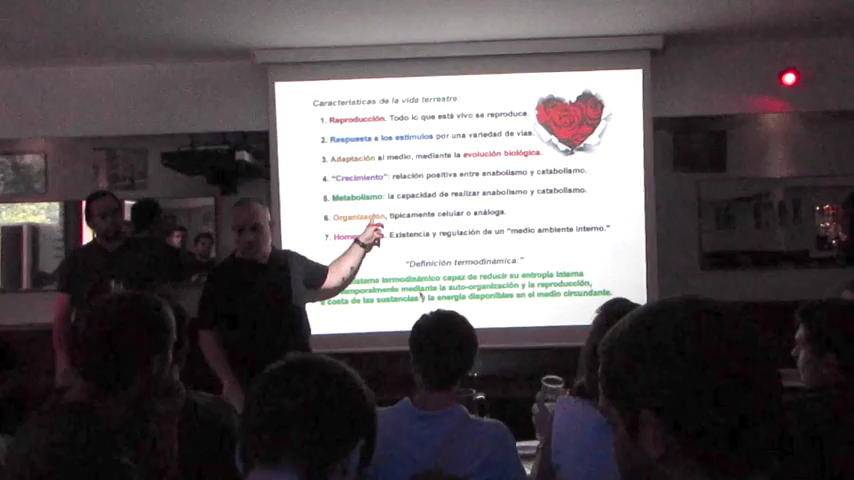 Características de la vida terrestre:
1. Reproducción. Todo lo que está vivo se reproduce.
2. Respuesta a los estímulos por una variedad de vías.
3. Adaptación al medio, mediante la evolución biológica.
4. "Crecimiento": relación positiva entre anabolismo y catabolismo.
5. Metabolismo: la capacidad de realizar anabolismo y catabolismo.
6. Organización, típicamente celular o análoga.
7. Existencia y regulación de un "medio ambiente interno."
"Definición termodinámica:"
termodinámico capaz de reducir su entropía interna
mediante la auto-organización y la reproducción,
a costa de las sustancias y la energía disponibles en el medio circundante.